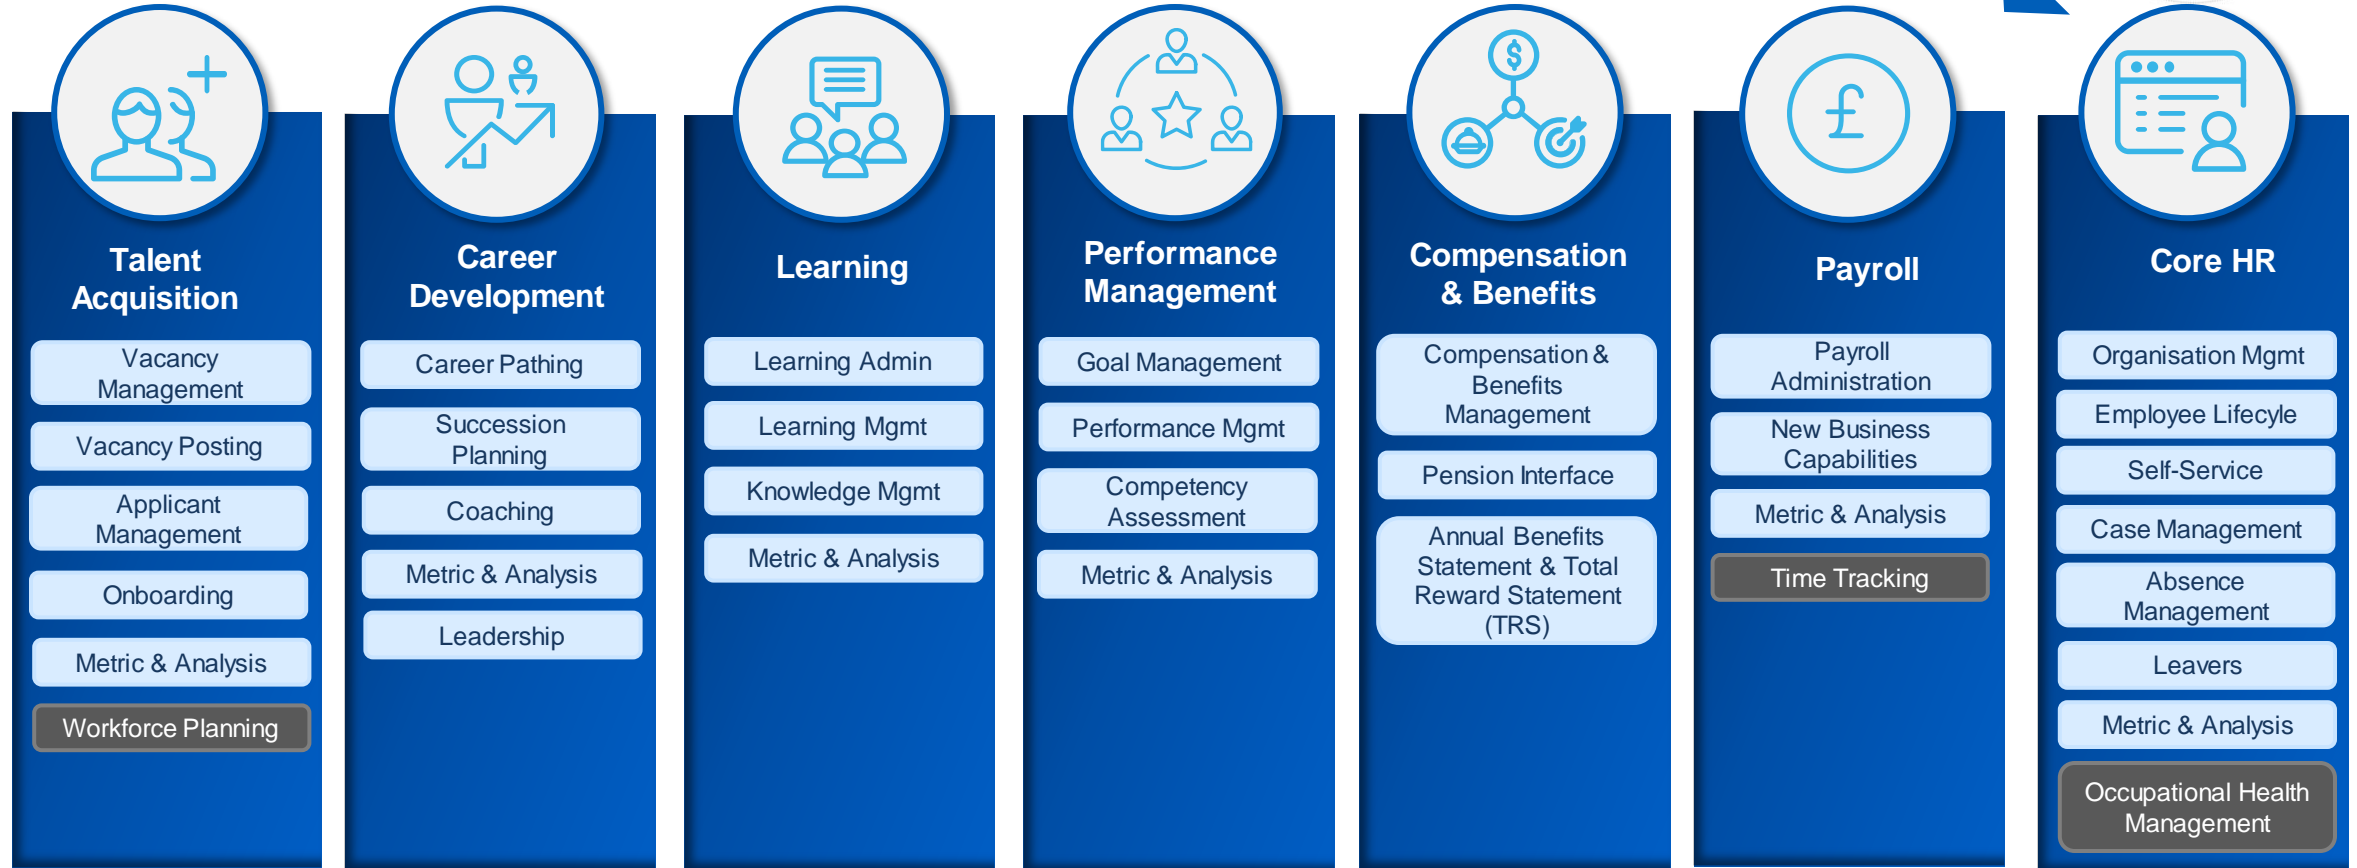 Talent
Acquisition
Vacancy
Management
Vacancy Posting
Applicant
Management
Onboarding
Metric & Analysis
Workforce Planning
Career
Development
Career Pathing
Succession
Planning
Coaching
Metric & Analysis
Leadership
Learning
Learning Admin
Learning Mgmt
Knowledge Mgmt
Metric & Analysis
Performance
Management
Goal Management
Performance Mgmt
Competency
Assessment
Metric & Analysis
$
Compensation
& Benefits
Compensation &
Benefits
Management
Pension Interface
Annual Benefits
Statement & Total
Reward Statement
(TRS)
£
Payroll
Payroll
Administration
New Business
Capabilities
Metric & Analysis
Time Tracking
Core HR
Organisation Mgmt
Employee Lifecyle
Self-Service
Case Management
Absence
Management
Leavers
Metric & Analysis
Occupational Health
Management